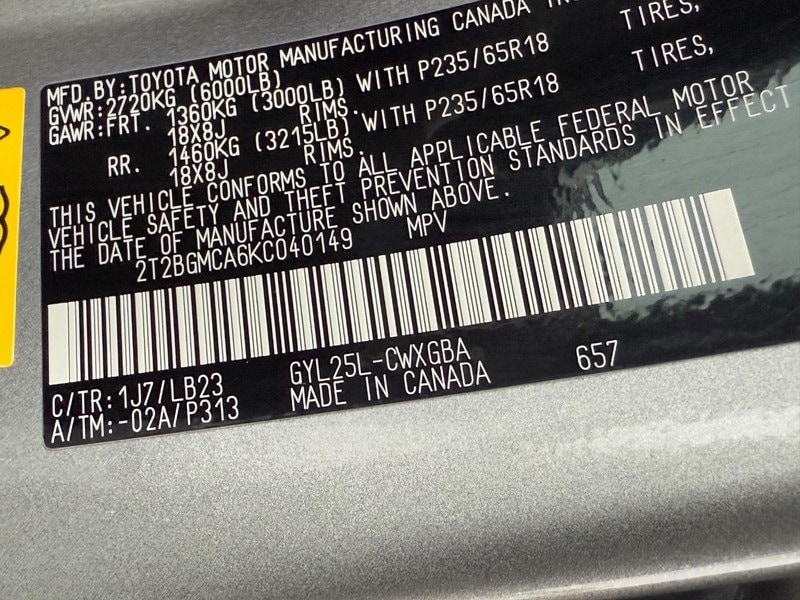 MFD. BY: TOYOTA MOTOR MANUFACTURING CANADA INC.
GVWR: 2720KG (6000LB)
GAWR: FRT. 1360KG (3000LB) WITH P235/65R18 TIRES,
18X8J RIMS.
RR. 1460KG (3215LB) WITH P235/65R18 TIRES,
18X8J RIMS.
THIS VEHICLE CONFORMS TO ALL APPLICABLE FEDERAL MOTOR
VEHICLE SAFETY AND THEFT PREVENTION STANDARDS IN EFFECT
THE DATE OF MANUFACTURE SHOWN ABOVE.
2T2BGMCA6KC040149 MPV
GYL25L-CWXGBA 657
C/TR: 1J7/LB23 MADE IN CANADA
A/TM: -02A/P313